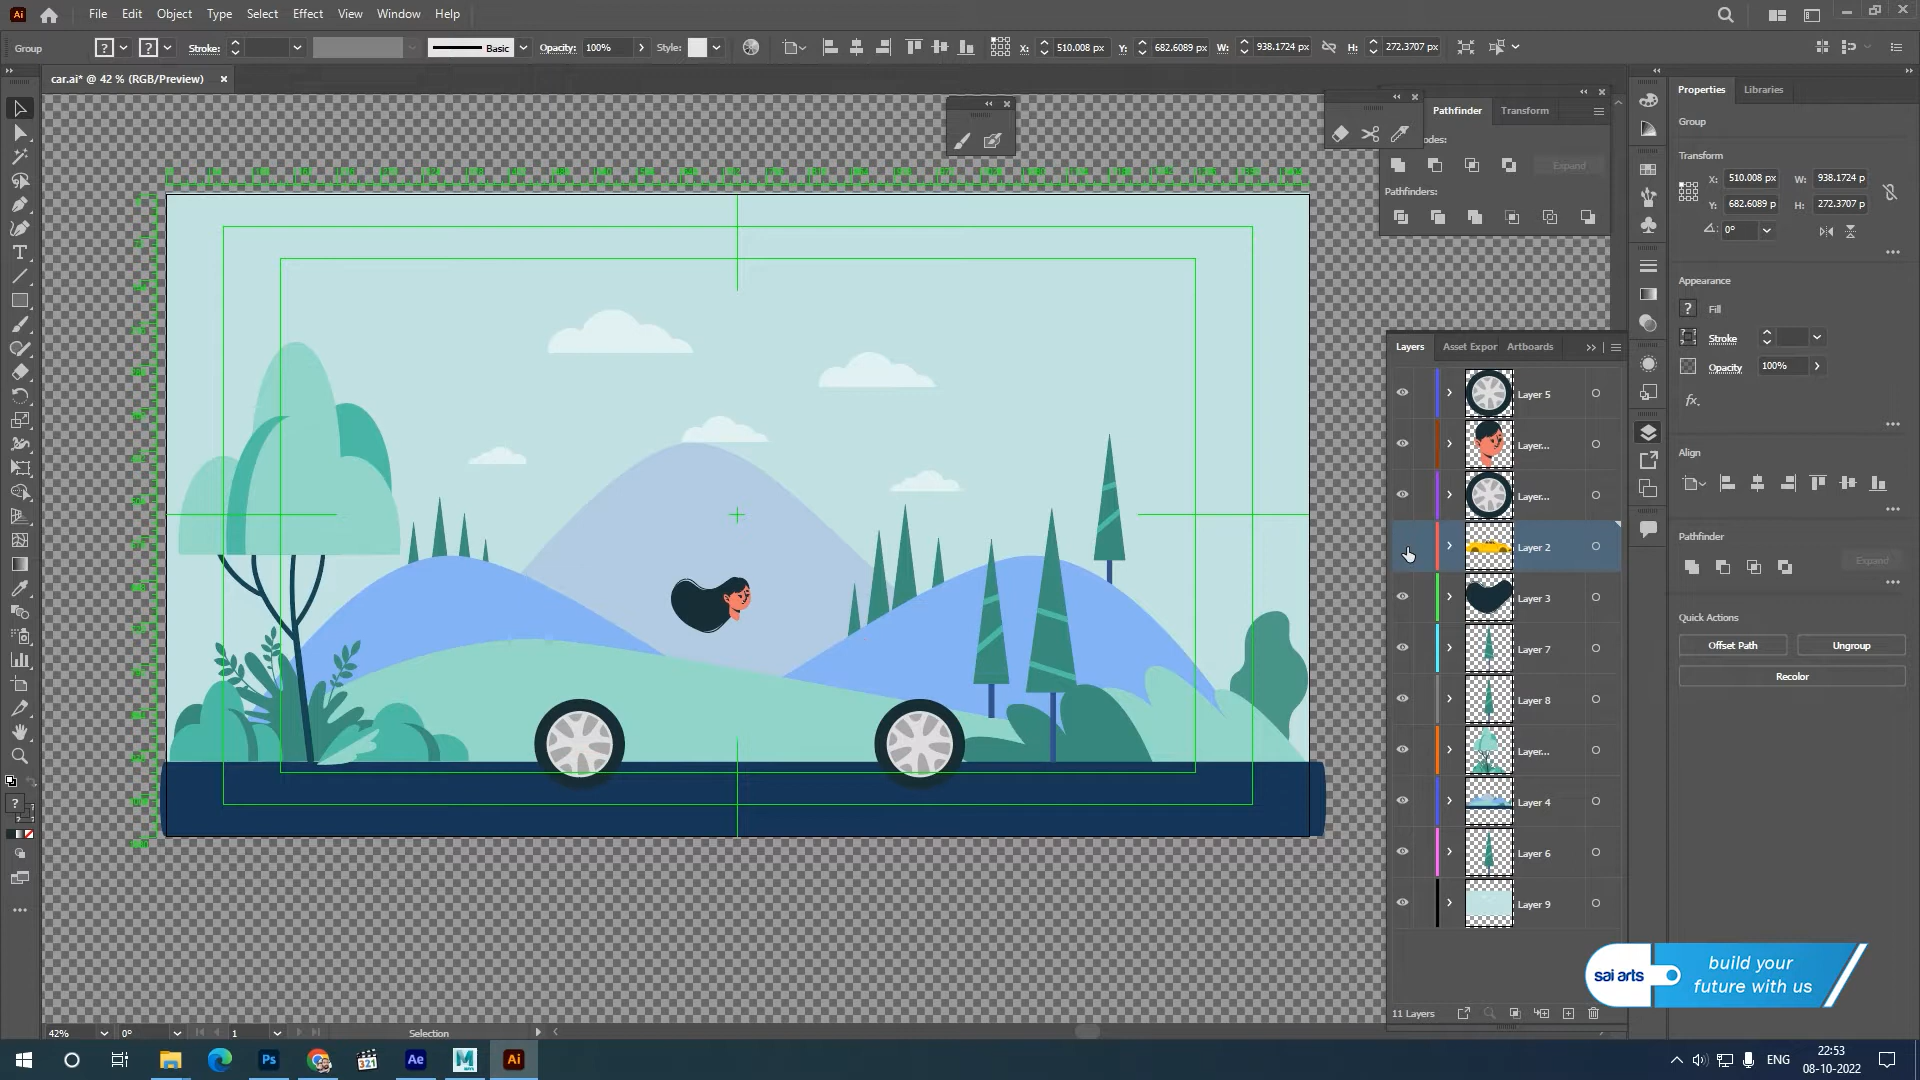 Ai File Edit Object Type Select Effect View Window Help
Group Stroke: Basic Opacity: 100% Style: X: 510.008 px Y: 682.6089 px W: 938.1724 px H: 272.3707 px
car.ai* @ 42 % (RGB/Preview)
Properties Libraries
Group
Transform
X: 510.008 px W: 938.1724 p
Y: 682.6089 p H: 272.3707 p
0°
Appearance
Fill
Stroke
Opacity 100%
fx.
Align
Pathfinder
Expand
Quick Actions
Offset Path Ungroup
Recolor
Pathfinder Transform
odes:
Expand
Pathfinders:
Layers Asset Expor Artboards
Layer 5
Layer...
Layer...
Layer 2
Layer 3
Layer 7
Layer 8
Layer...
Layer 4
Layer 6
Layer 9
11 Layers
sai arts
build your
future with us
42% 0° 1 Selection
Ps 321 Ae M Ai
ENG
22:53
08-10-2022